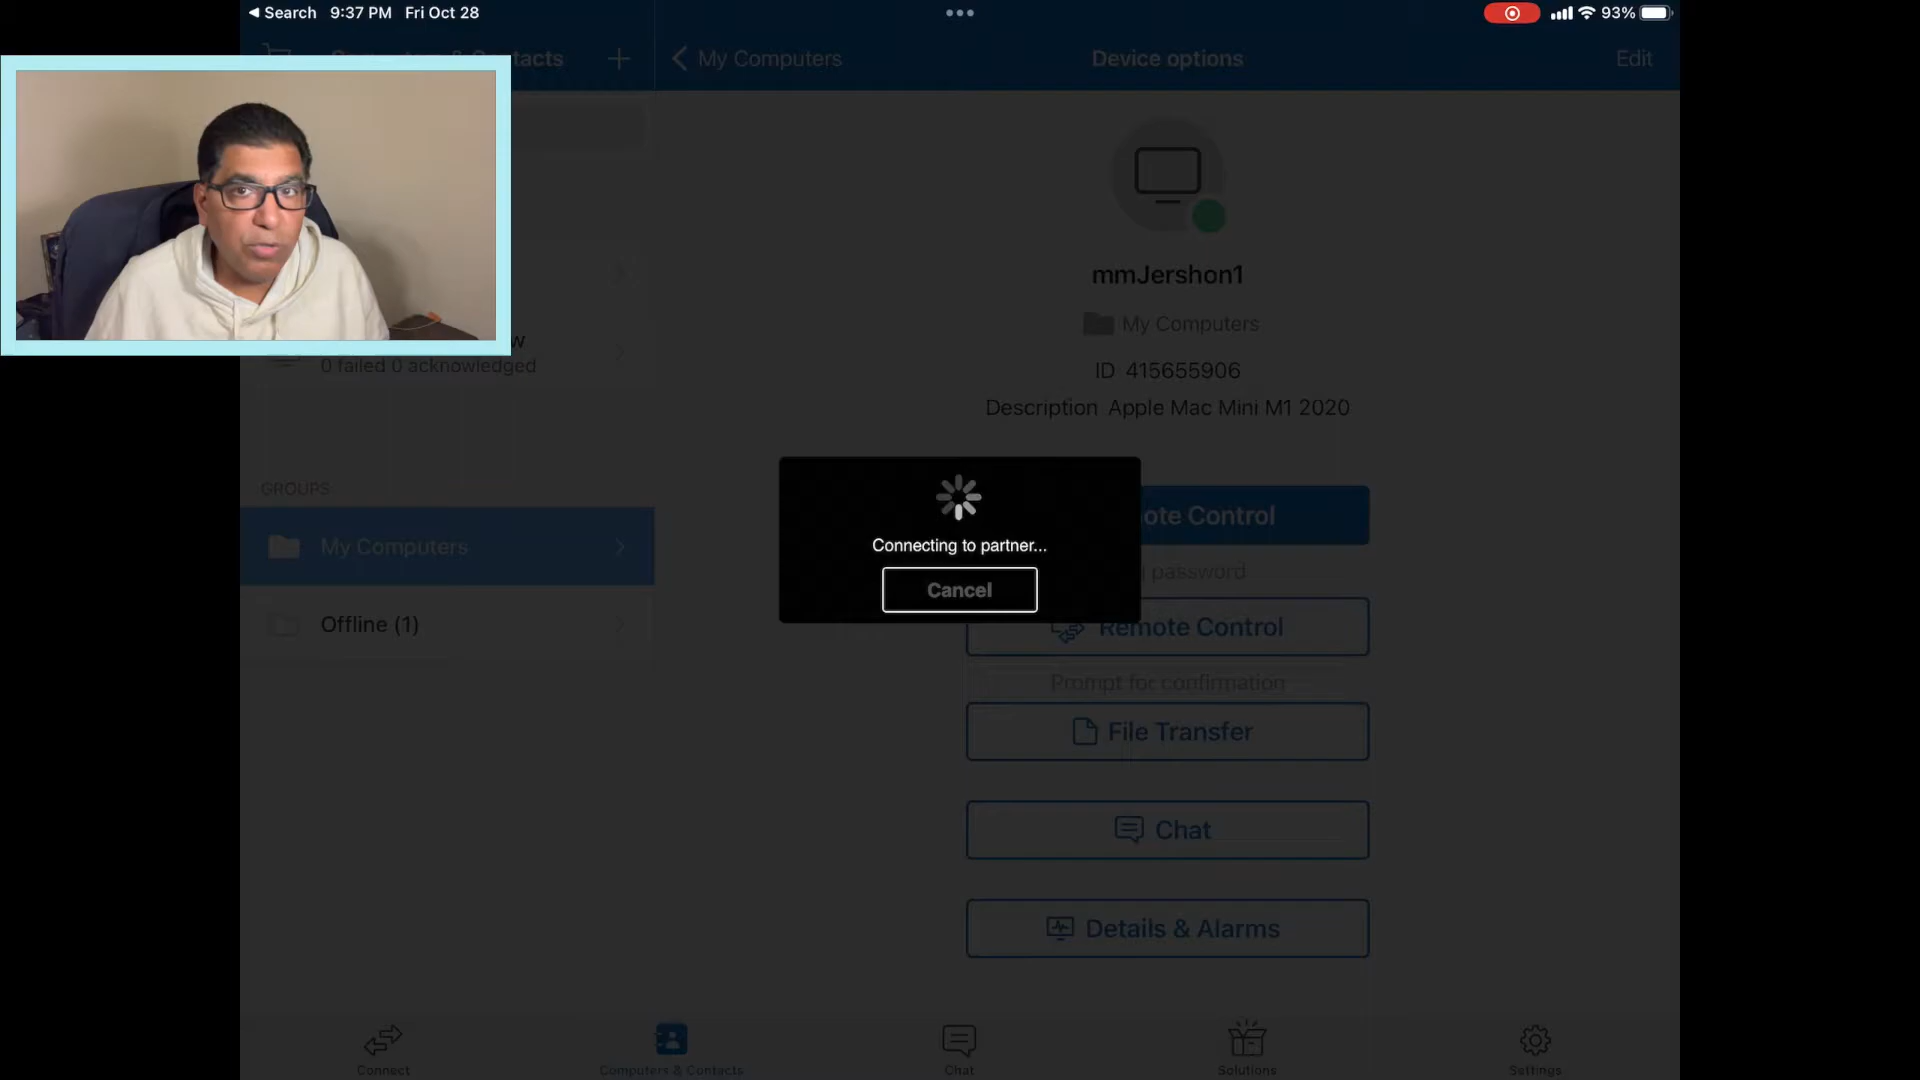 Search 9:37 PM Fri Oct 28
93%
tacts
My Computers
Device options
Edit
mmJershon1
My Computers
w
0 failed 0 acknowledged
ID 415655906
Description Apple Mac Mini M1 2020
GROUPS
ote Control
Connecting to partner...
My Computers
password
Cancel
Offline (1)
Remote Control
Prompt for confirmation
File Transfer
Chat
Details & Alarms
Connect
Computers & Contacts
Chat
Solutions
Settings